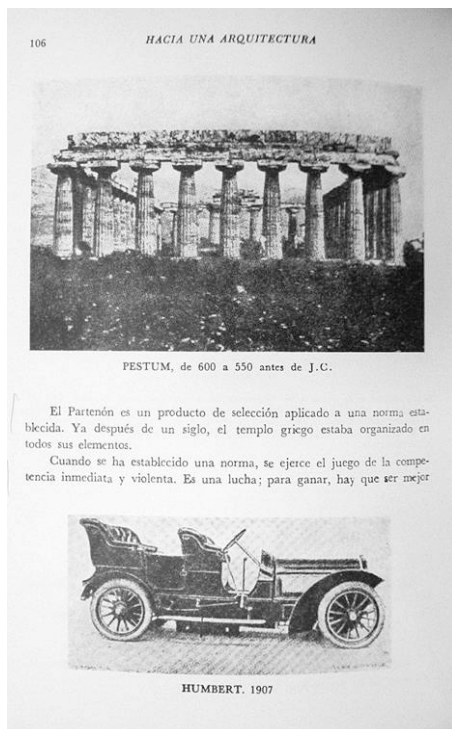 106
HACIA UNA ARQUITECTURA
PESTUM, de 600 a 550 antes de J.C.
El Partenón es un producto de selección aplicado a una norma esta-
blecida. Ya después de un siglo, el templo griego estaba organizado en
todos sus elementos.
Cuando se ha establecido una norma, se ejerce el juego de la compe-
tencia inmediata y violenta. Es una lucha; para ganar, hay que ser mejor
HUMBERT. 1907